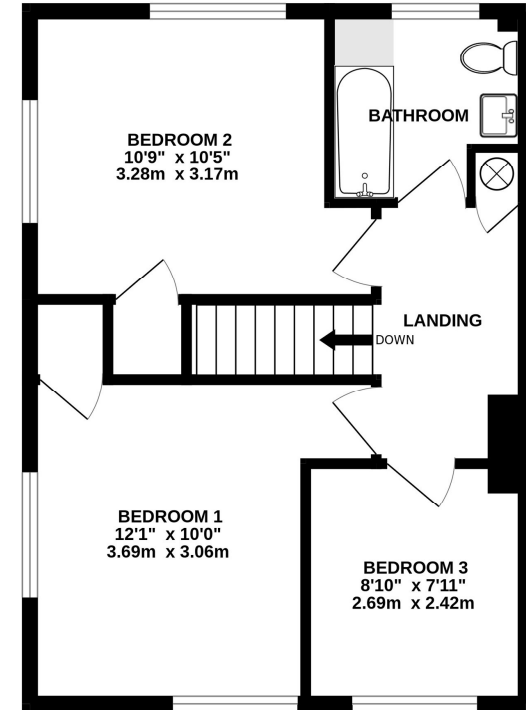 BATHROOM
BEDROOM 2
10'9" x 10'5"
3.28m x 3.17m
LANDING
DOWN
BEDROOM 1
12'1" x 10'0"
3.69m x 3.06m
BEDROOM 3
8'10" x 7'11"
2.69m x 2.42m